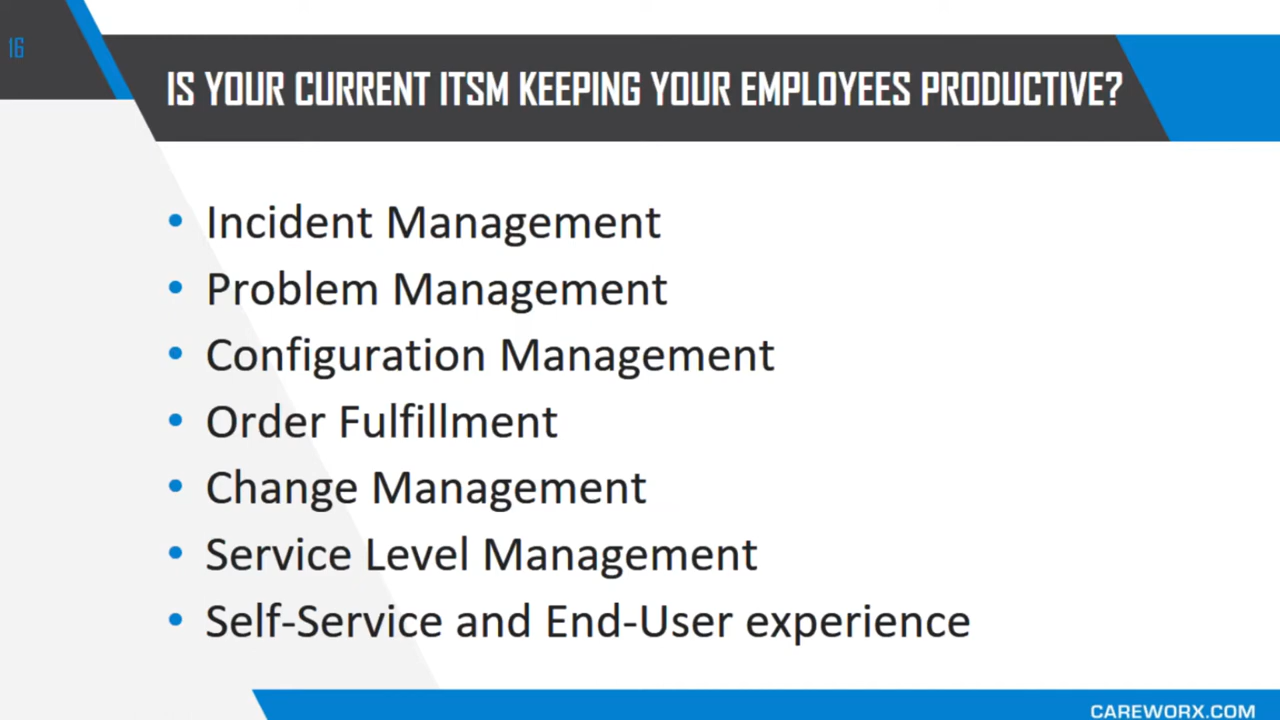 16
IS YOUR CURRENT ITSM KEEPING YOUR EMPLOYEES PRODUCTIVE?
• Incident Management
• Problem Management
• Configuration Management
• Order Fulfillment
• Change Management
• Service Level Management
• Self-Service and End-User experience
CAREWORX.COM